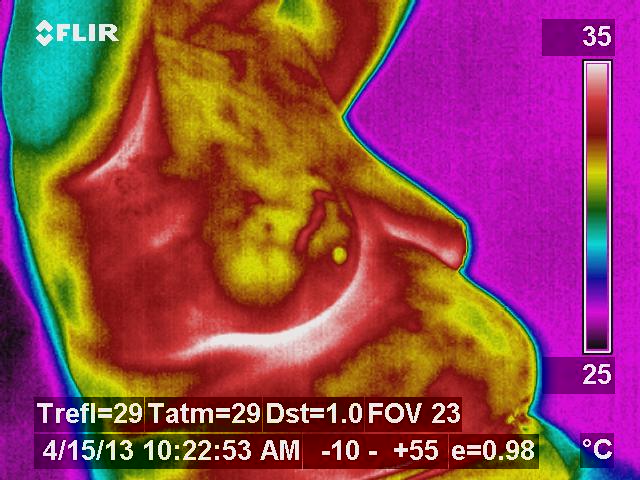 FLIR
35
25
Trefl=29 Tatm=29 Dst=1.0 FOV 23
4/15/13 10:22:53 AM -10 - +55 e=0.98 °C